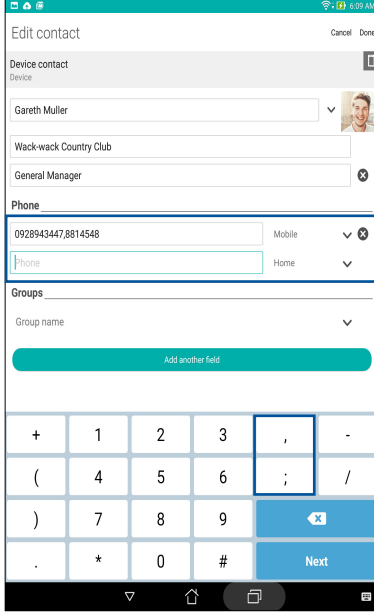 6:09 AM
Edit contact Cancel Done
Device contact
Device
Gareth Muller
Wack-wack Country Club
General Manager
Phone
0928943447,8814548 Mobile
Phone Home
Groups
Group name
Add another field
+ 1 2 3 , -
( 4 5 6 ; /
) 7 8 9
. * 0 # Next